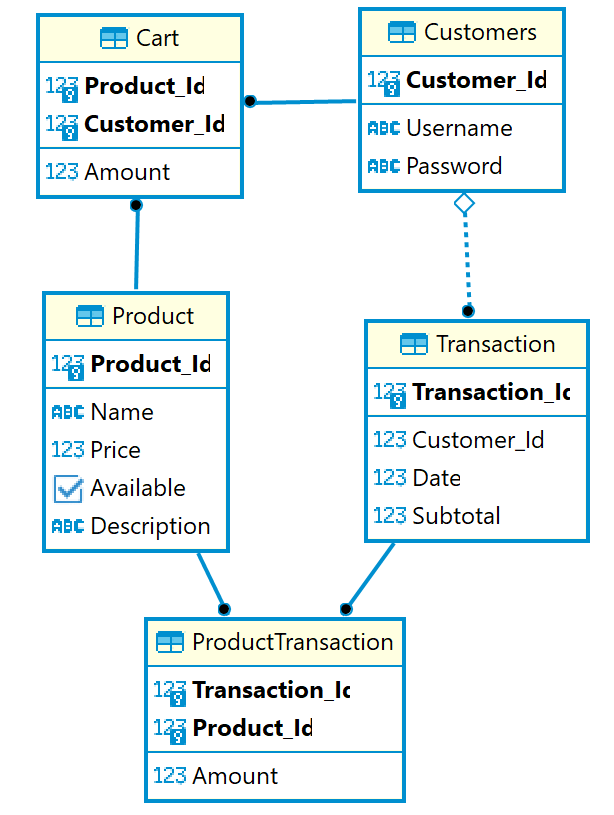 Cart
123 Product_Id
123 Customer_Id
123 Amount
Customers
123 Customer_Id
ABC Username
ABC Password
Product
123 Product_Id
ABC Name
123 Price
Available
ABC Description
Transaction
123 Transaction_Id
123 Customer_Id
123 Date
123 Subtotal
ProductTransaction
123 Transaction_Id
123 Product_Id
123 Amount